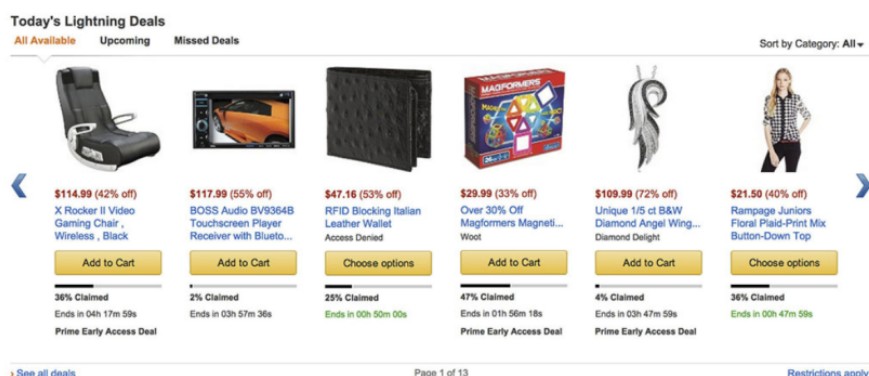 Today's Lightning Deals
All Available Upcoming Missed Deals
Sort by Category: All
MAGFORMERS
$114.99 (42% off)
X Rocker II Video
Gaming Chair ,
Wireless , Black
Add to Cart
36% Claimed
Ends in 04h 17m 59s
Prime Early Access Deal
$117.99 (55% off)
BOSS Audio BV9364B
Touchscreen Player
Receiver with Blueto...
Add to Cart
2% Claimed
Ends in 03h 57m 36s
$47.16 (53% off)
RFID Blocking Italian
Leather Wallet
Access Denied
Choose options
25% Claimed
Ends in 00h 50m 00s
$29.99 (33% off)
Over 30% Off
Magformers Magneti...
Woot
Add to Cart
47% Claimed
Ends in 01h 56m 18s
Prime Early Access Deal
$109.99 (72% off)
Unique 1/5 ct B&W
Diamond Angel Wing...
Diamond Delight
Add to Cart
4% Claimed
Ends in 03h 47m 59s
Prime Early Access Deal
$21.50 (40% off)
Rampage Juniors
Floral Plaid-Print Mix
Button-Down Top
Choose options
36% Claimed
Ends in 00h 47m 59s
› See all deals
Page 1 of 13
Restrictions apply